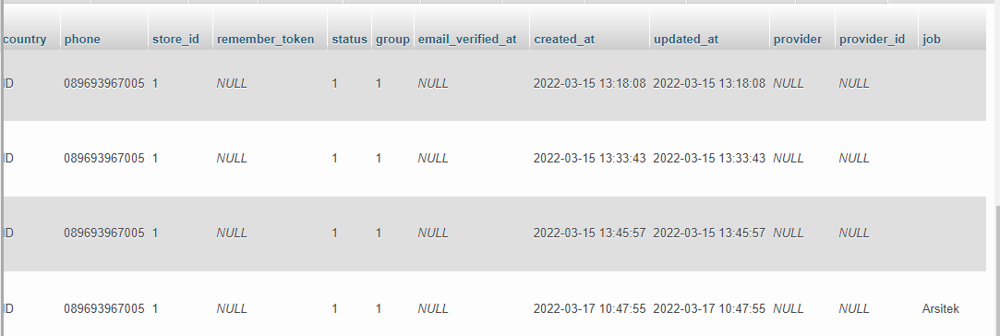 country phone store_id remember_token status group email_verified_at created_at updated_at provider provider_id job
ID 089693967005 1 NULL 1 1 NULL 2022-03-15 13:18:08 2022-03-15 13:18:08 NULL NULL
ID 089693967005 1 NULL 1 1 NULL 2022-03-15 13:33:43 2022-03-15 13:33:43 NULL NULL
ID 089693967005 1 NULL 1 1 NULL 2022-03-15 13:45:57 2022-03-15 13:45:57 NULL NULL
ID 089693967005 1 NULL 1 1 NULL 2022-03-17 10:47:55 2022-03-17 10:47:55 NULL NULL Arsitek